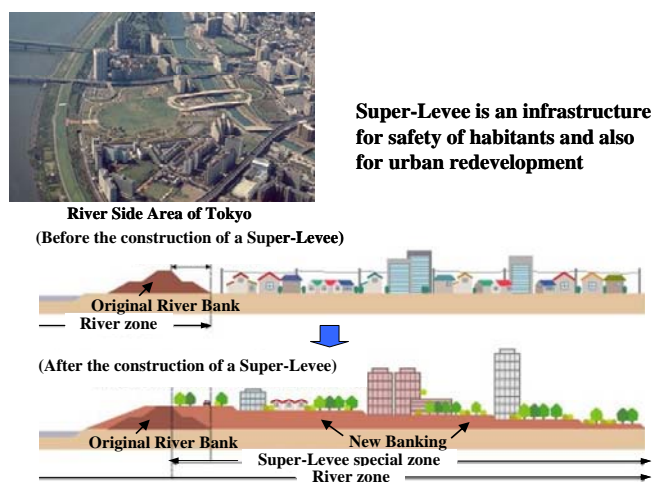 Super-Levee is an infrastructure
for safety of habitants and also
for urban redevelopment
River Side Area of Tokyo
(Before the construction of a Super-Levee)
Original River Bank
River zone
(After the construction of a Super-Levee)
Original River Bank
New Banking
Super-Levee special zone
River zone